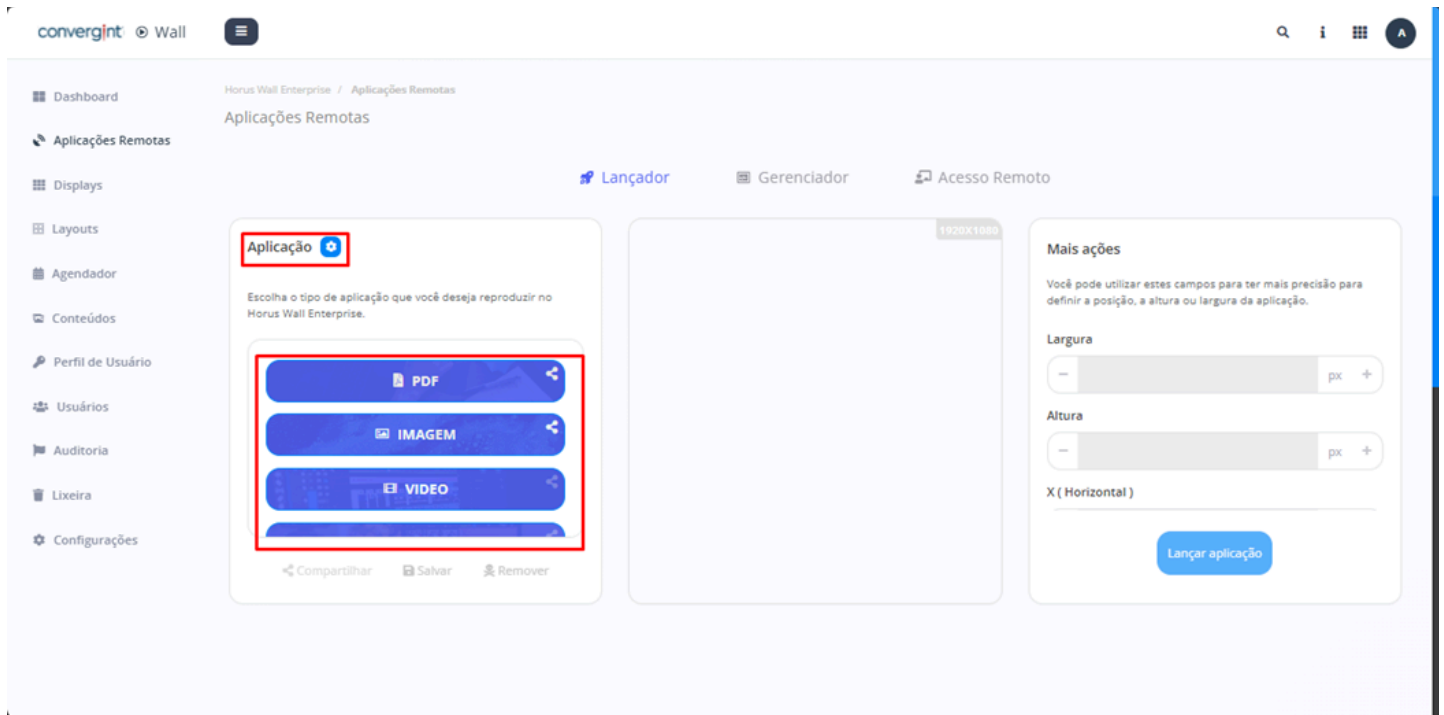 convergint Wall
A
Dashboard
Aplicações Remotas
Displays
Layouts
Agendador
Conteúdos
Perfil de Usuário
Usuários
Auditoria
Lixeira
Configurações
Horus Wall Enterprise / Aplicações Remotas
Aplicações Remotas
Lançador
Gerenciador
Acesso Remoto
Aplicação
Escolha o tipo de aplicação que você deseja reproduzir no
Horus Wall Enterprise.
PDF
IMAGEM
VIDEO
Compartilhar
Salvar
Remover
1920X1080
Mais ações
Você pode utilizar estes campos para ter mais precisão para
definir a posição, a altura ou largura da aplicação.
Largura
− px +
Altura
− px +
X ( Horizontal )
Lançar aplicação